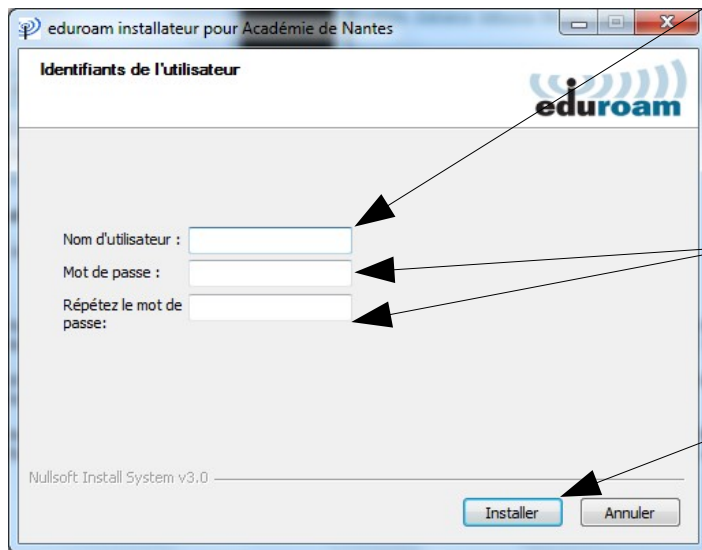 eduroam installateur pour Académie de Nantes
Identifiants de l'utilisateur
eduroam
Nom d'utilisateur :
Mot de passe :
Répétez le mot de
passe:
Nullsoft Install System v3.0
Installer
Annuler